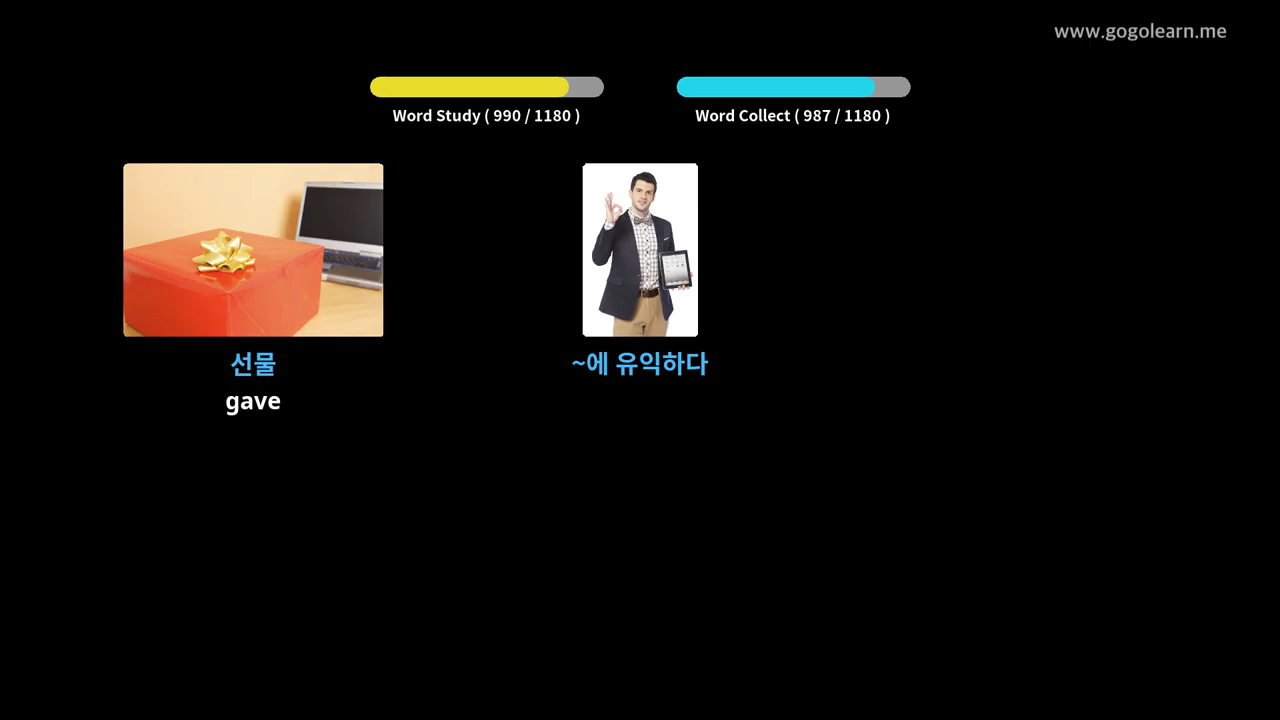 www.gogolearn.me
Word Study ( 990 / 1180 )
Word Collect ( 987 / 1180 )
선물
~에 유익하다
gave